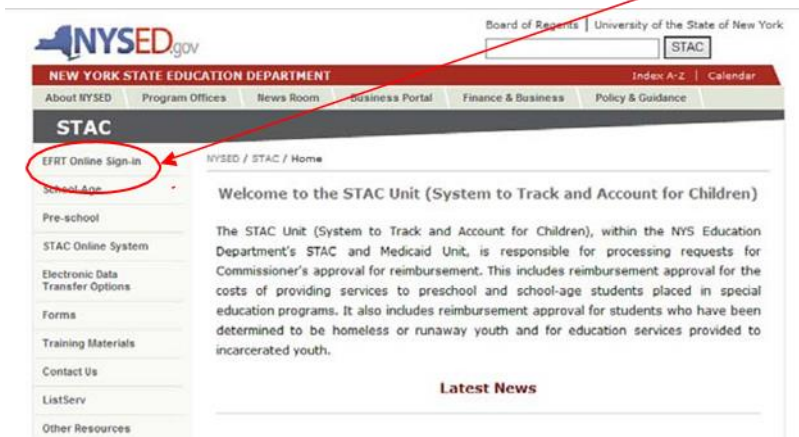 Board of Regents | University of the State of New York
NYSED.gov
STAC
NEW YORK STATE EDUCATION DEPARTMENT
Index A-Z | Calendar
About NYSED Program Offices News Room Business Portal Finance & Business Policy & Guidance
STAC
EFRT Online Sign-in
School-Age
Pre-school
STAC Online System
Electronic Data
Transfer Options
Forms
Training Materials
Contact Us
ListServ
Other Resources
NYSED / STAC / Home
Welcome to the STAC Unit (System to Track and Account for Children)
The STAC Unit (System to Track and Account for Children), within the NYS Education
Department's STAC and Medicaid Unit, is responsible for processing requests for
Commissioner's approval for reimbursement. This includes reimbursement approval for the
costs of providing services to preschool and school-age students placed in special
education programs. It also includes reimbursement approval for students who have been
determined to be homeless or runaway youth and for education services provided to
incarcerated youth.
Latest News